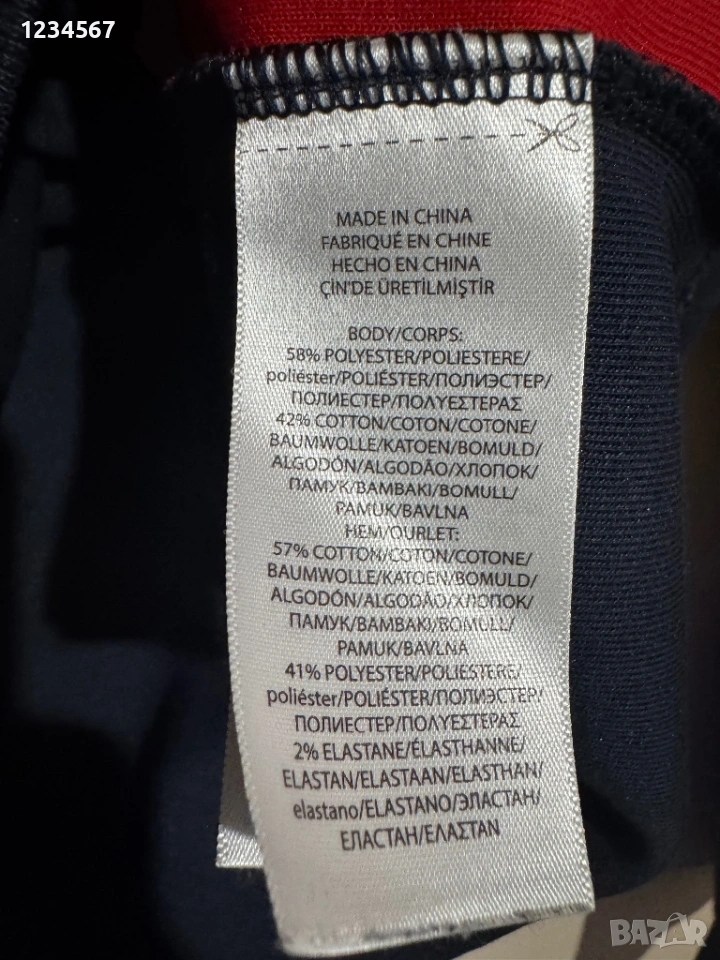 1234567
MADE IN CHINA
FABRIQUÉ EN CHINE
HECHO EN CHINA
ÇİN'DE ÜRETİLMİŞTİR
BODY/CORPS:
58% POLYESTER/POLIESTERE/
poliéster/POLIÉSTER/ПОЛИЭСТЕР/
ПОЛИЕСТЕР/ΠΟΛΥΕΣΤΕΡΑΣ
42% COTTON/COTON/COTONE/
BAUMWOLLE/KATOEN/BOMULD/
ALGODÓN/ALGODÃO/ХЛОПОК/
ПАМУК/ΒΑΜΒΑΚΙ/BOMULL/
PAMUK/BAVLNA
HEM/OURLET:
57% COTTON/COTON/COTONE/
BAUMWOLLE/KATOEN/BOMULD/
ALGODÓN/ALGODÃO/ХЛОПОК/
ПАМУК/ΒΑΜΒΑΚΙ/BOMULL/
PAMUK/BAVLNA
41% POLYESTER/POLIESTERE/
poliéster/POLIÉSTER/ПОЛИЭСТЕР/
ПОЛИЕСТЕР/ΠΟΛΥΕΣΤΕΡΑΣ
2% ELASTANE/ÉLASTHANNE/
ELASTAN/ELASTAAN/ELASTHAN/
elastano/ELASTANO/ЭЛАСТАН/
ЕЛАСТАН/ΕΛΑΣΤΑΝ
BAZAR